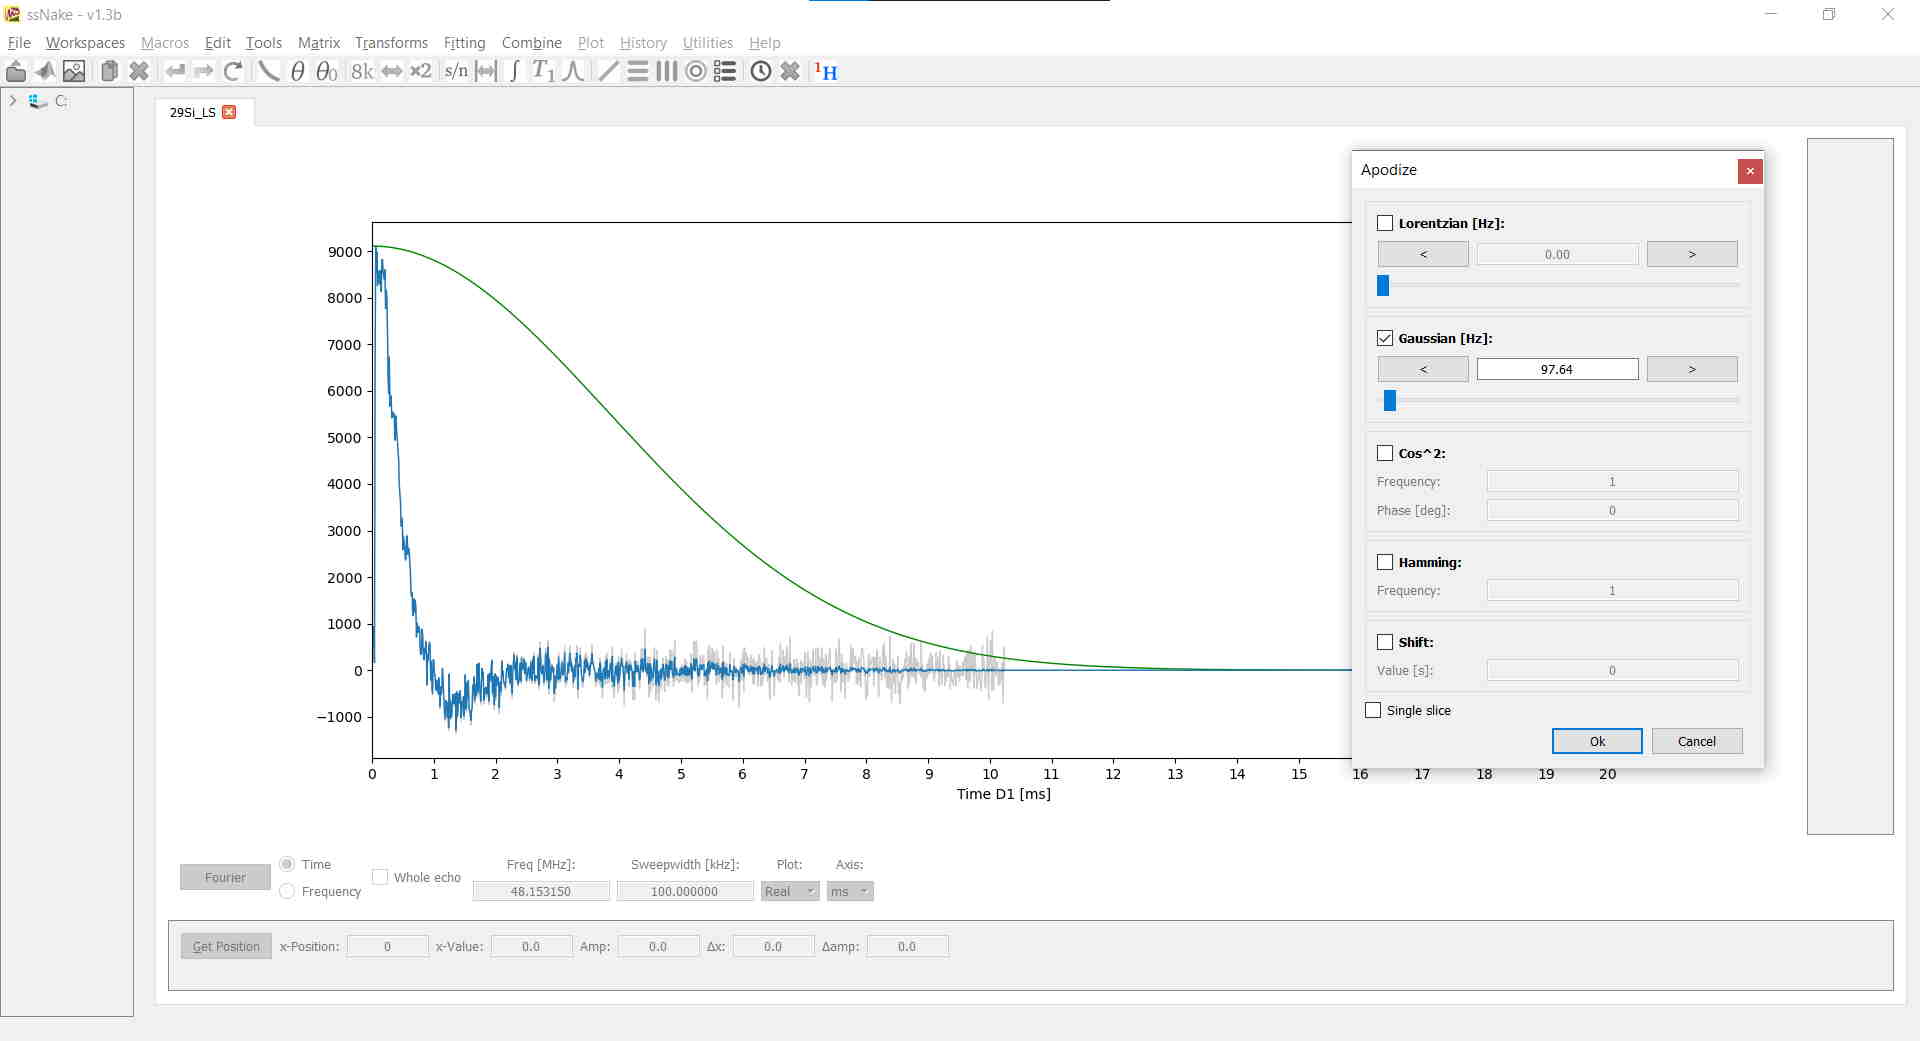 ssNake - v1.3b
File Workspaces Macros Edit Tools Matrix Transforms Fitting Combine Plot History Utilities Help
θ θ0 8k ×2 s/n ∫ T1 1H
C:
29Si_LS
9000
8000
7000
6000
5000
4000
3000
2000
1000
0
−1000
0 1 2 3 4 5 6 7 8 9 10 11 12 13 14 15 16 17 18 19 20
Time D1 [ms]
Apodize
Lorentzian [Hz]:
< 0.00 >
Gaussian [Hz]:
< 97.64 >
Cos^2:
Frequency: 1
Phase [deg]: 0
Hamming:
Frequency: 1
Shift:
Value [s]: 0
Single slice
Ok Cancel
Fourier
Time
Frequency
Whole echo
Freq [MHz]: Sweepwidth [kHz]: Plot: Axis:
48.153150 100.000000 Real ms
Get Position x-Position: 0 x-Value: 0.0 Amp: 0.0 Δx: 0.0 Δamp: 0.0